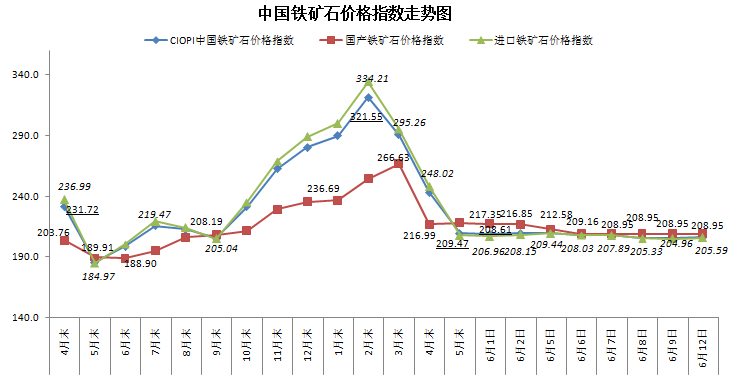 中国铁矿石价格指数走势图
CIOPI中国铁矿石价格指数 国产铁矿石价格指数 进口铁矿石价格指数
340.0
290.0
240.0
190.0
140.0
334.21
321.55
295.26
266.63
236.99
231.72
203.76
189.91
184.97
188.90
219.47
208.19
205.04
236.69
248.02
216.99
209.47
217.35
216.85
212.58
209.16
208.95
208.95
208.95
208.95
208.61
206.96
208.15
209.44
208.03
207.89
205.33
204.96
205.59
4月末
5月末
6月末
7月末
8月末
9月末
10月末
11月末
12月末
1月末
2月末
3月末
4月末
5月末
6月1日
6月2日
6月5日
6月6日
6月7日
6月8日
6月9日
6月12日